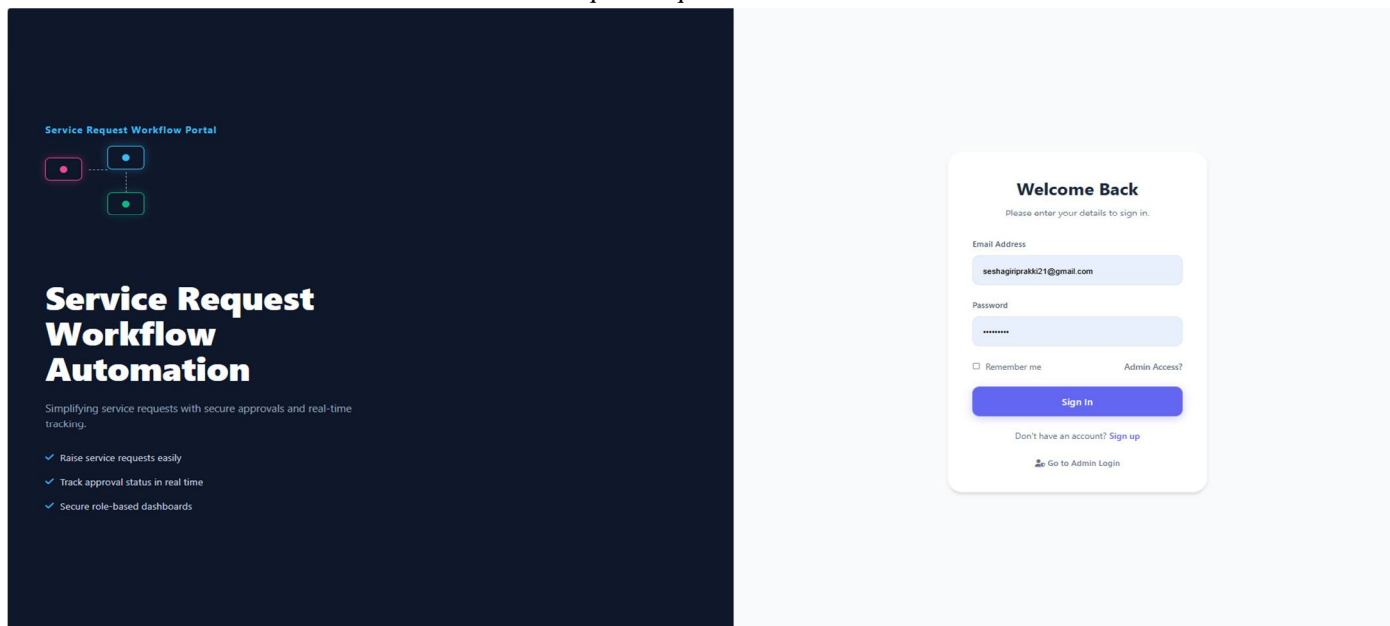 Service Request Workflow Portal
Service Request
Workflow
Automation
Simplifying service requests with secure approvals and real-time
tracking.
Raise service requests easily
Track approval status in real time
Secure role-based dashboards
Welcome Back
Please enter your details to sign in.
Email Address
seshagiriprakki21@gmail.com
Password
•••••••••
Remember me
Admin Access?
Sign In
Don't have an account? Sign up
Go to Admin Login